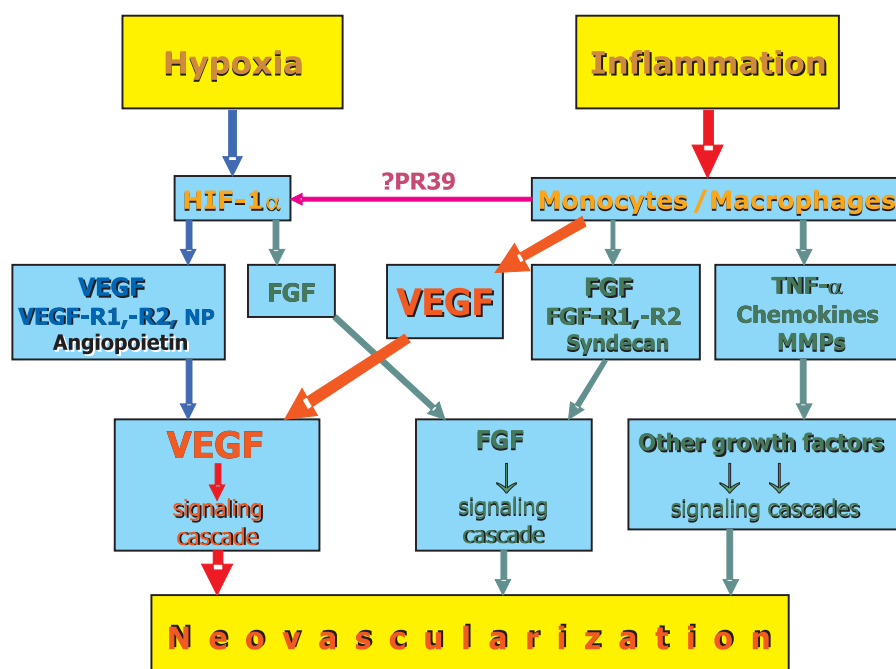 Hypoxia
Inflammation
?PR39
HIF-1α
Monocytes/Macrophages
VEGF
VEGF-R1,-R2, NP
Angiopoietin
FGF
VEGF
FGF
FGF-R1,-R2
Syndecan
TNF-α
Chemokines
MMPs
VEGF
signaling
cascade
FGF
signaling
cascade
Other growth factors
signaling cascades
Neovascularization